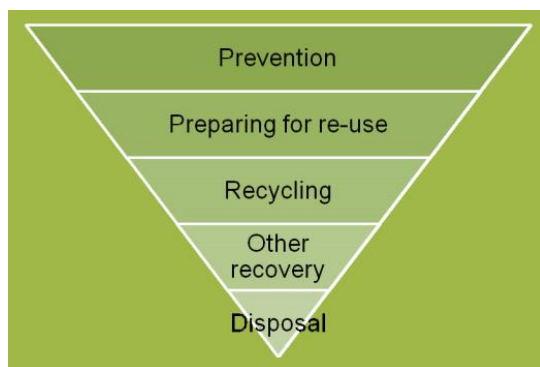 Prevention
Preparing for re-use
Recycling
Other
recovery
Disposal